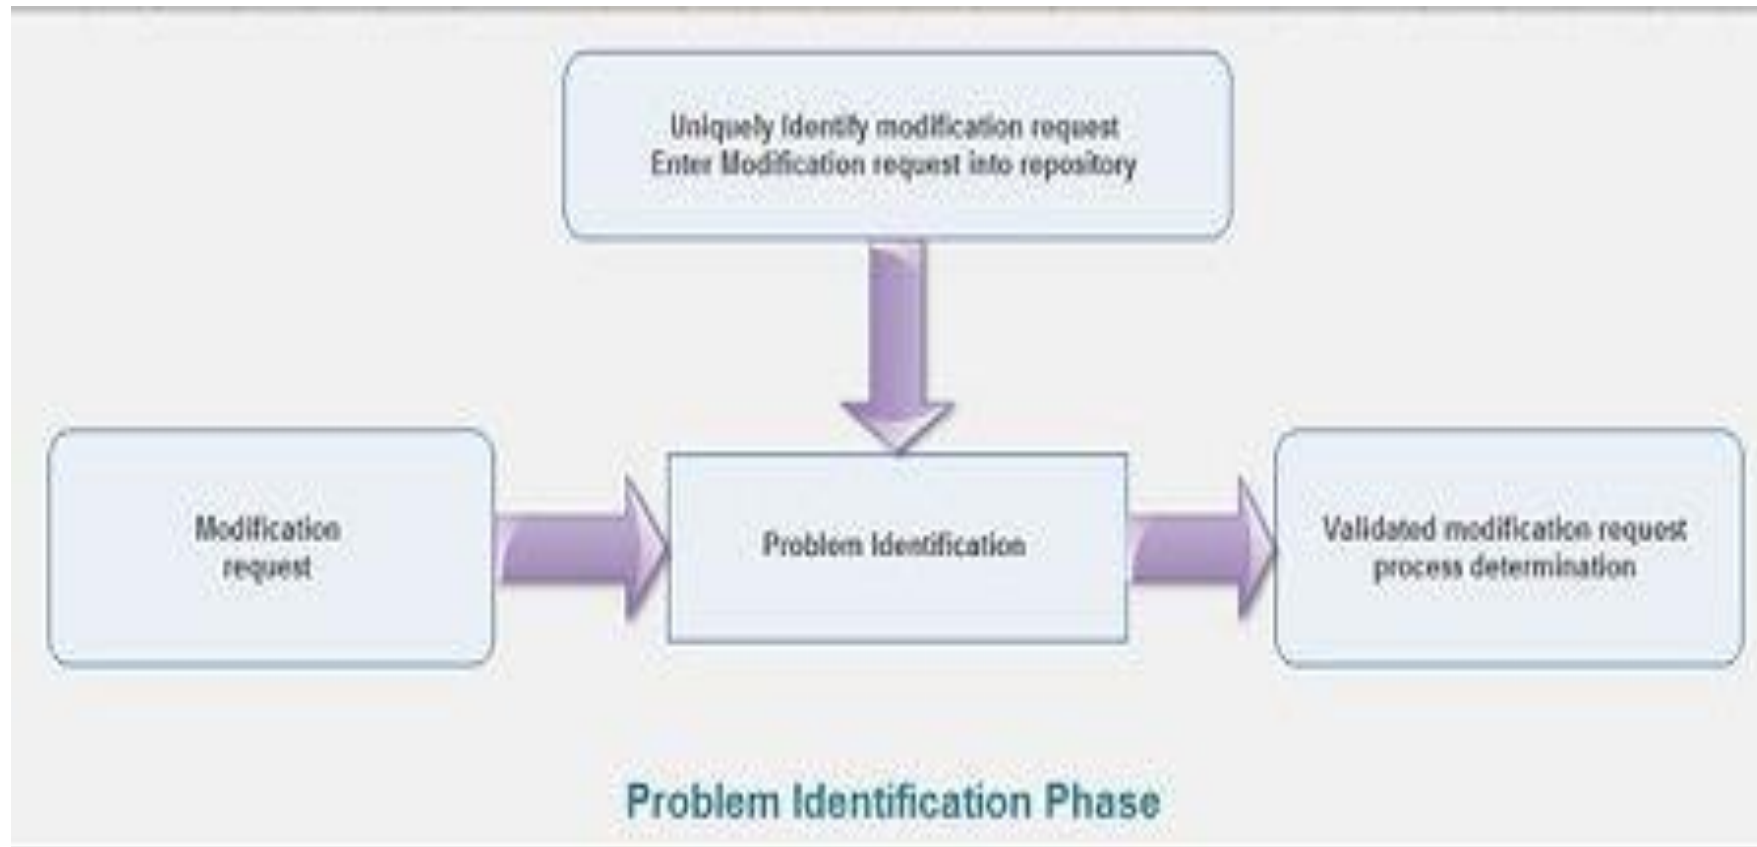 Uniquely Identify modification request
Enter Modification request into repository
Modification
request
Problem Identification
Validated modification request
process determination
Problem Identification Phase